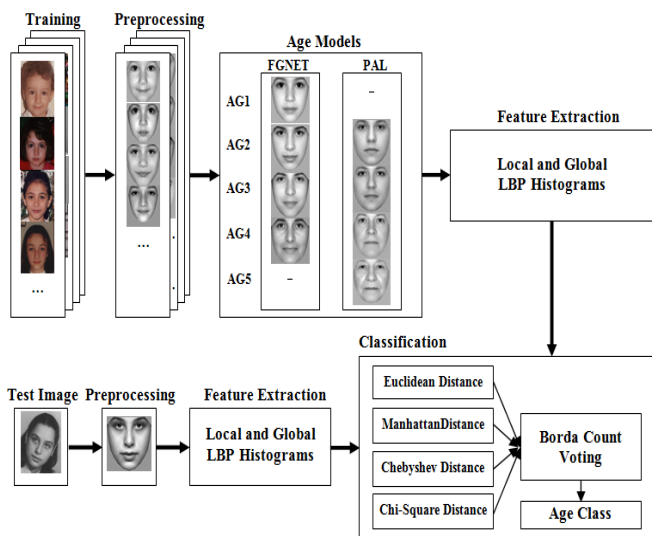 Training
Preprocessing
Age Models
FGNET
PAL
AG1
-
AG2
AG3
AG4
AG5
-
...
...
Feature Extraction
Local and Global
LBP Histograms
Classification
Test Image
Preprocessing
Feature Extraction
Local and Global
LBP Histograms
Euclidean Distance
ManhattanDistance
Chebyshev Distance
Chi-Square Distance
Borda Count
Voting
Age Class